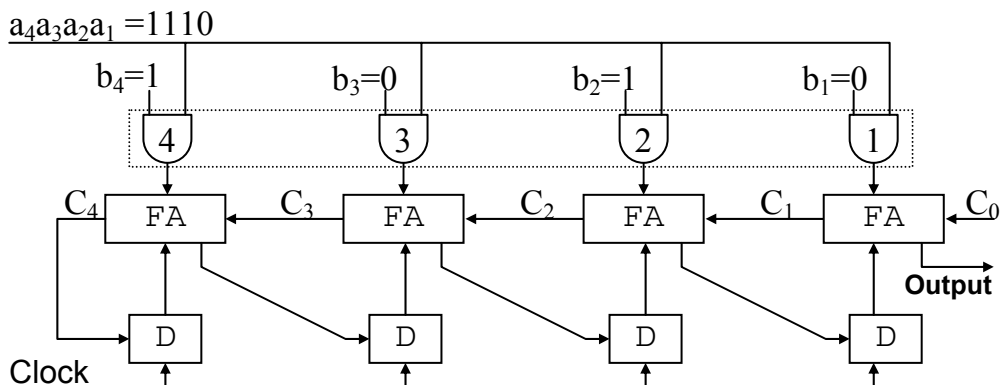 a₄a₃a₂a₁ =1110
b₄=1 b₃=0 b₂=1 b₁=0
4 3 2 1
C₄ FA C₃ FA C₂ FA C₁ FA C₀
Output
D D D D
Clock